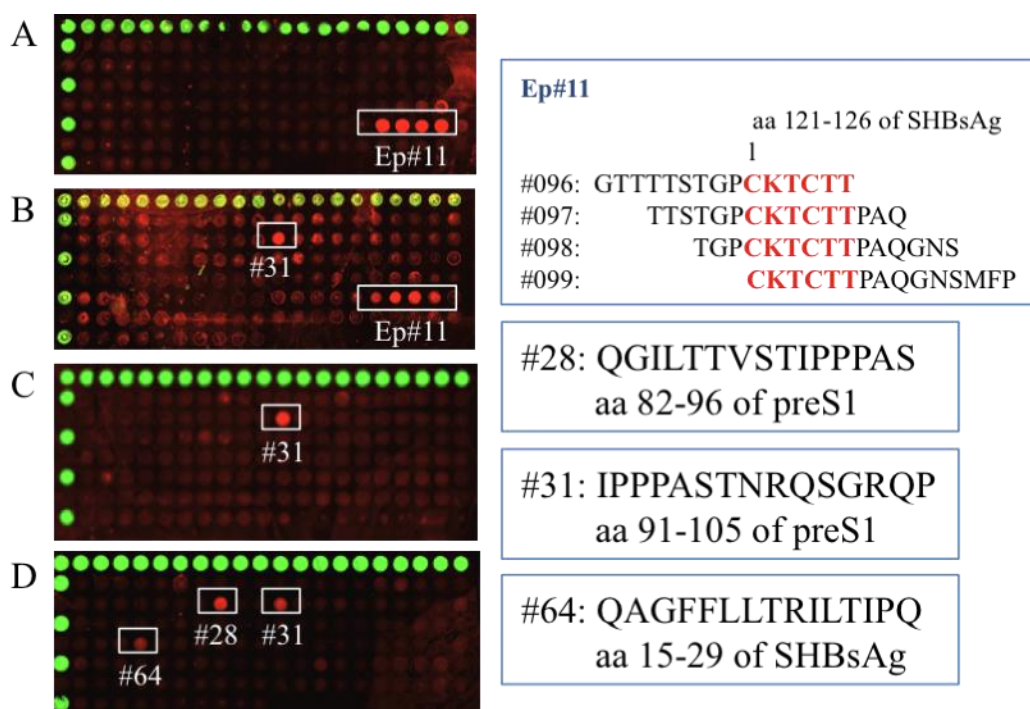 A
Ep#11
B
#31
Ep#11
C
#31
D
#28
#31
#64
Ep#11
aa 121-126 of SHBsAg
l
#096: GTTTTSTGPCKTCTT
#097: TTSTGPCKTCTTPAQ
#098: TGPCKTCTTPAQGNS
#099: CKTCTTPAQGNSMFP
#28: QGILTTVSTIPPPAS
aa 82-96 of preS1
#31: IPPPASTNRQSGRQP
aa 91-105 of preS1
#64: QAGFFLLTRILTIPQ
aa 15-29 of SHBsAg